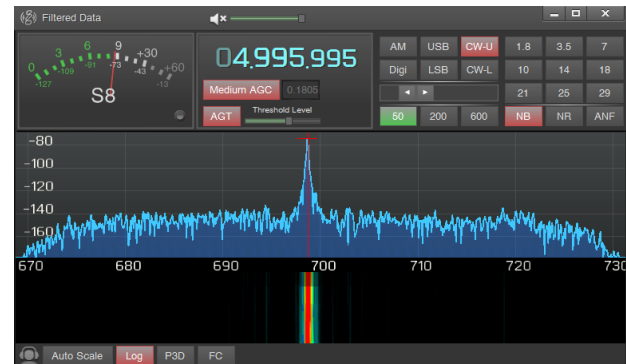 Filtered Data
0 3 6 9 +30 +60
-127 -109 -91 -73 -43 -13
S8
04,995,995
Medium AGC 0.1805
AGT Threshold Level
AM USB CW-U
Digi LSB CW-L
50 200 600
1.8 3.5 7
10 14 18
21 25 29
NB NR ANF
-80
-100
-120
-140
-160
670 680 690 700 710 720 730
Auto Scale Log P3D FC